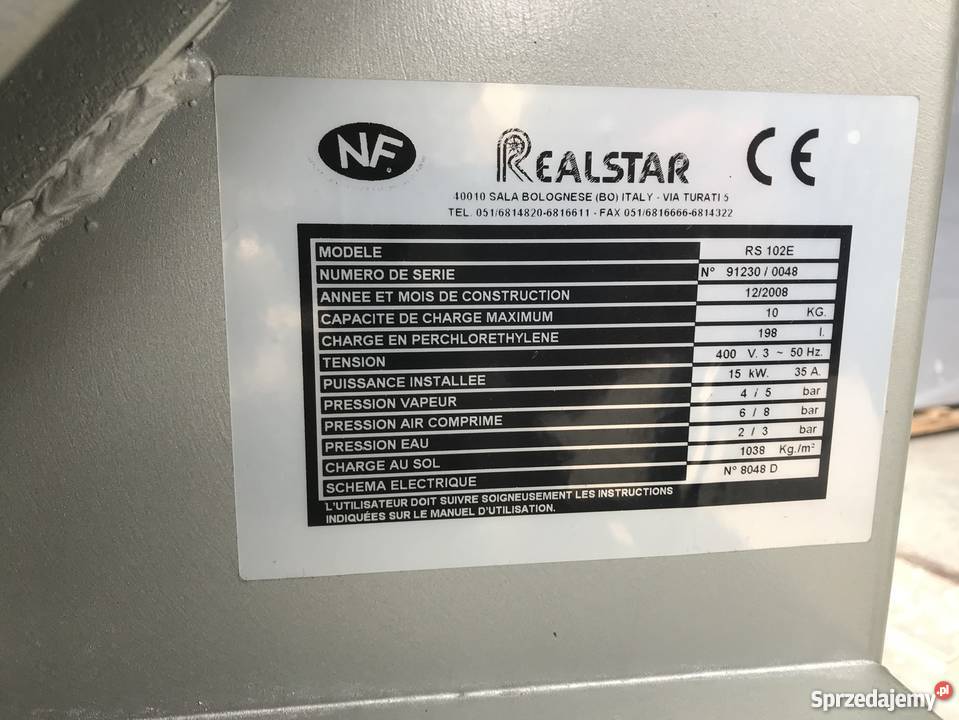 NF
REALSTAR
CE
40010 SALA BOLOGNESE (BO) ITALY - VIA TURATI 5
TEL. 051/6814820-6816611 - FAX 051/6816666-6814322
MODELE RS 102E
NUMERO DE SERIE N° 91230 / 0048
ANNEE ET MOIS DE CONSTRUCTION 12/2008
CAPACITE DE CHARGE MAXIMUM 10 KG.
CHARGE EN PERCHLORETHYLENE 198 l.
TENSION 400 V. 3 ~ 50 Hz.
PUISSANCE INSTALLEE 15 kW. 35 A.
PRESSION VAPEUR 4 / 5 bar
PRESSION AIR COMPRIME 6 / 8 bar
PRESSION EAU 2 / 3 bar
CHARGE AU SOL 1038 Kg./m²
SCHEMA ELECTRIQUE N° 8048 D
L'UTILISATEUR DOIT SUIVRE SOIGNEUSEMENT LES INSTRUCTIONS
INDIQUÉES SUR LE MANUEL D'UTILISATION.
Sprzedajemy.pl